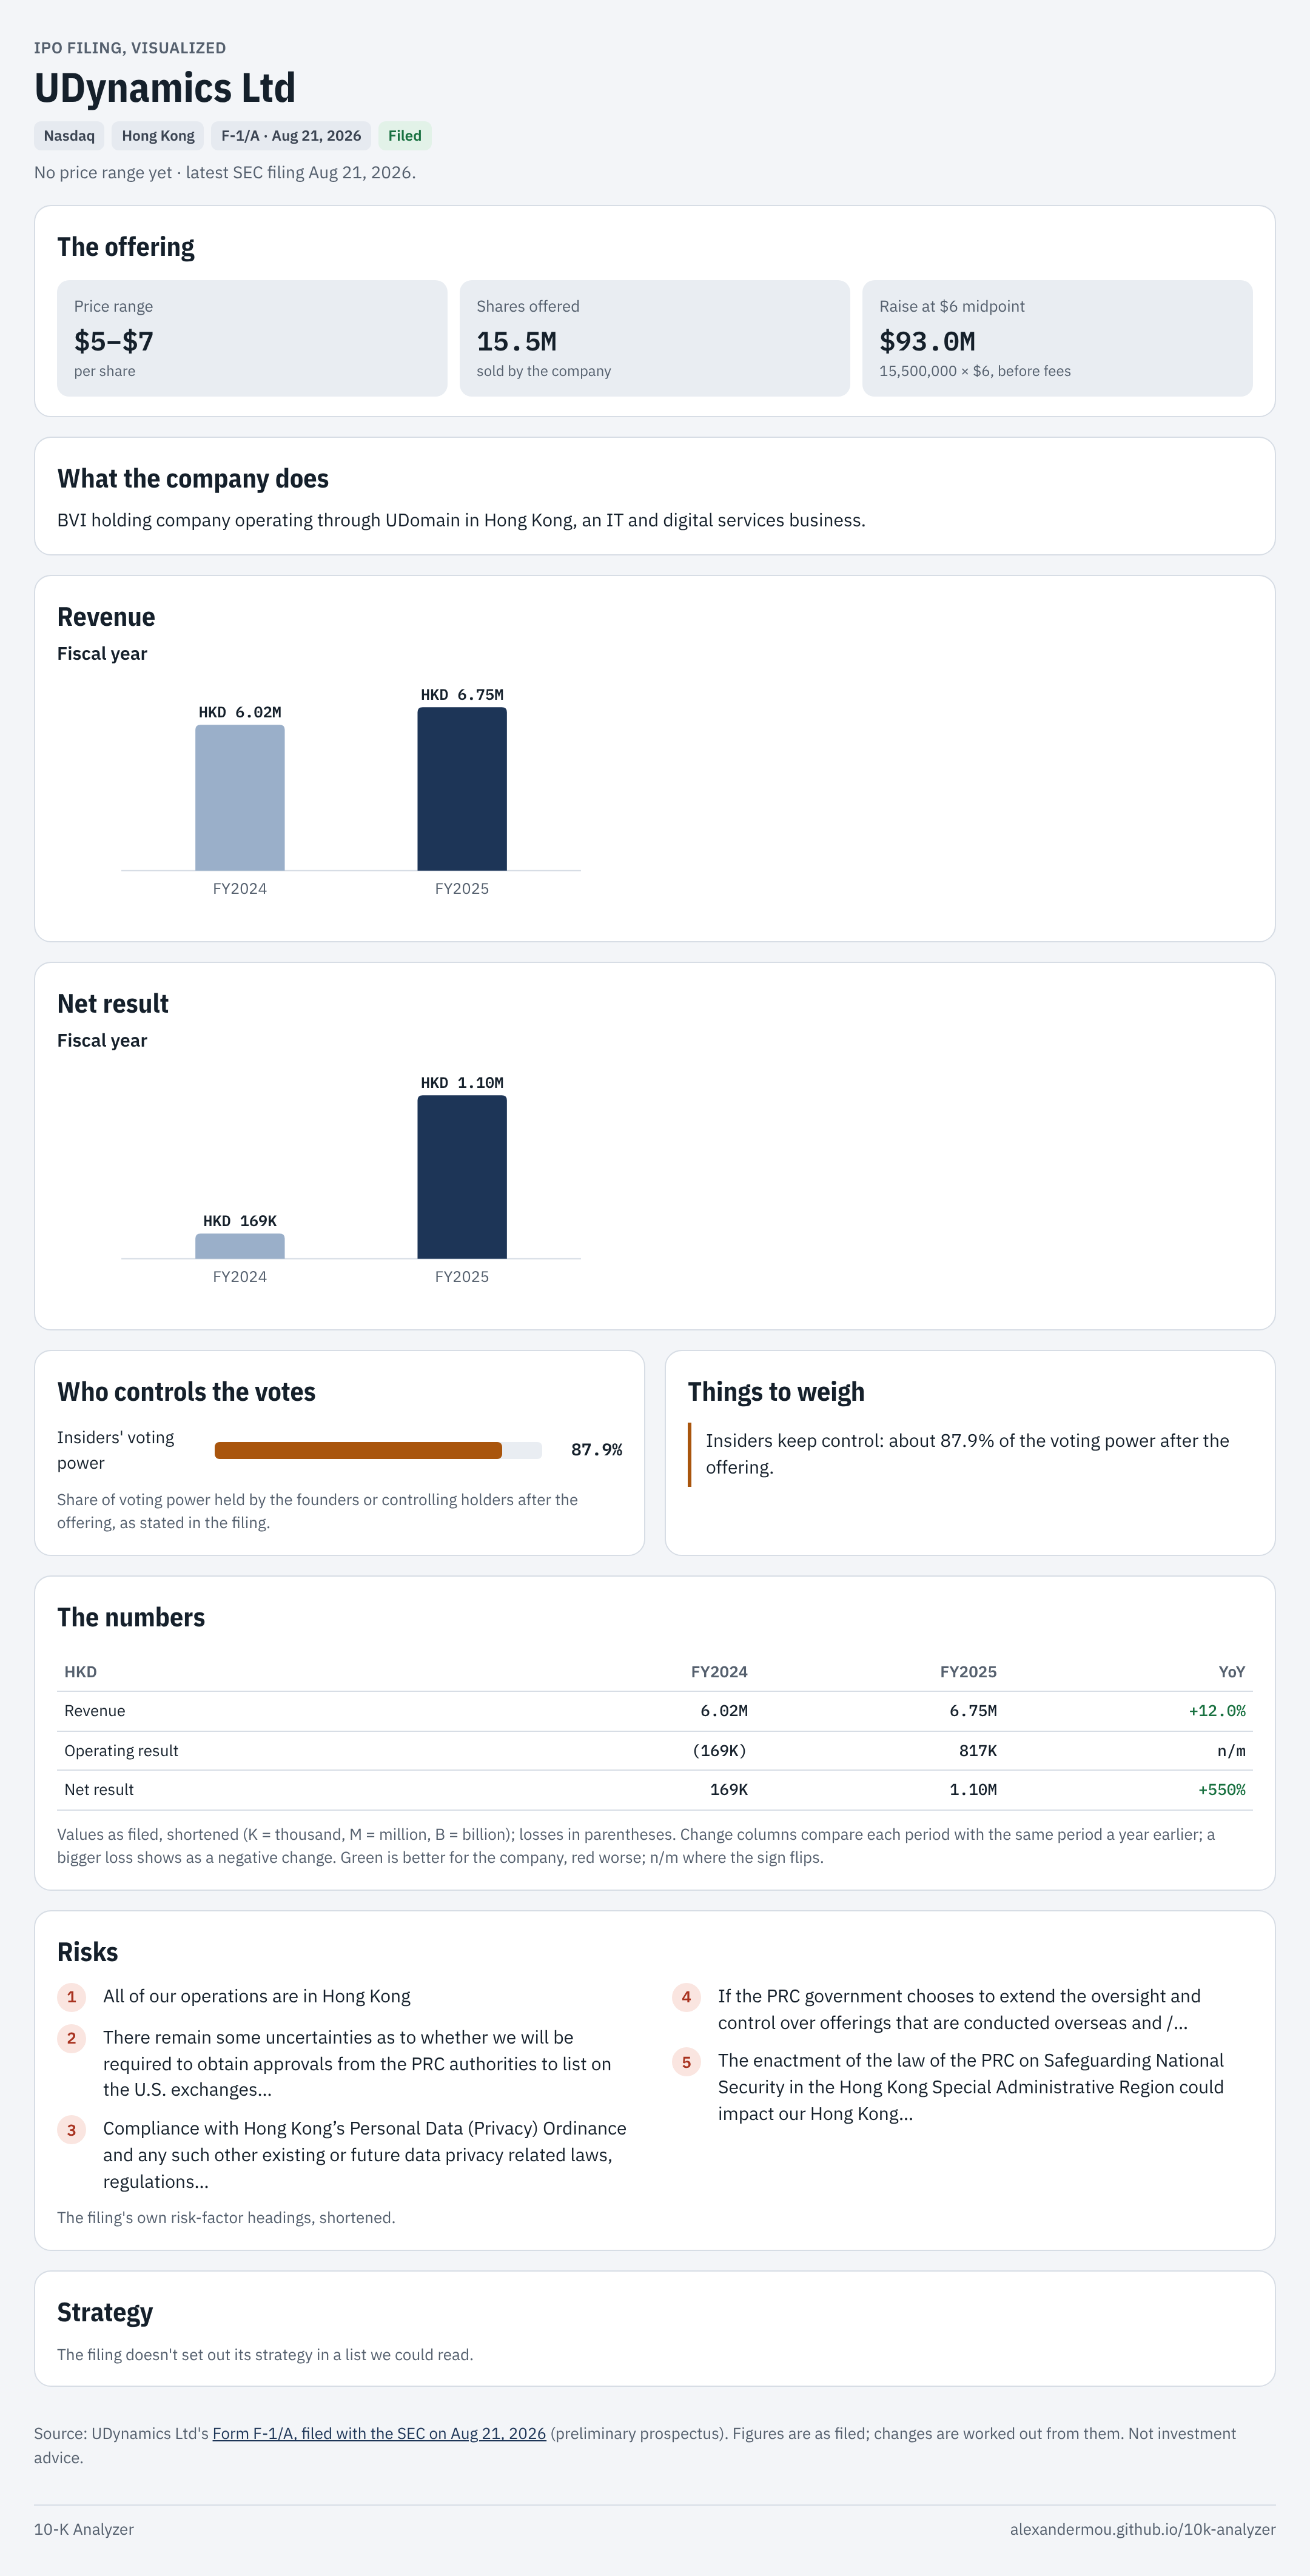 IPO FILING, VISUALIZED
UDynamics Ltd
Nasdaq
Hong Kong
F-1/A · Aug 21, 2026
Filed
No price range yet · latest SEC filing Aug 21, 2026.
The offering
Price range
$5–$7
per share
Shares offered
15.5M
sold by the company
Raise at $6 midpoint
$93.0M
15,500,000 × $6, before fees
What the company does
BVI holding company operating through UDomain in Hong Kong, an IT and digital services business.
Revenue
Fiscal year
HKD 6.02M
HKD 6.75M
FY2024
FY2025
Net result
Fiscal year
HKD 169K
HKD 1.10M
FY2024
FY2025
Who controls the votes
Insiders' voting
power
87.9%
Share of voting power held by the founders or controlling holders after the
offering, as stated in the filing.
Things to weigh
Insiders keep control: about 87.9% of the voting power after the
offering.
The numbers
HKD FY2024 FY2025 YoY
Revenue 6.02M 6.75M +12.0%
Operating result (169K) 817K n/m
Net result 169K 1.10M +550%
Values as filed, shortened (K = thousand, M = million, B = billion); losses in parentheses. Change columns compare each period with the same period a year earlier; a
bigger loss shows as a negative change. Green is better for the company, red worse; n/m where the sign flips.
Risks
1 All of our operations are in Hong Kong
2 There remain some uncertainties as to whether we will be
required to obtain approvals from the PRC authorities to list on
the U.S. exchanges…
3 Compliance with Hong Kong’s Personal Data (Privacy) Ordinance
and any such other existing or future data privacy related laws,
regulations…
4 If the PRC government chooses to extend the oversight and
control over offerings that are conducted overseas and /…
5 The enactment of the law of the PRC on Safeguarding National
Security in the Hong Kong Special Administrative Region could
impact our Hong Kong…
The filing's own risk-factor headings, shortened.
Strategy
The filing doesn't set out its strategy in a list we could read.
Source: UDynamics Ltd's Form F-1/A, filed with the SEC on Aug 21, 2026 (preliminary prospectus). Figures are as filed; changes are worked out from them. Not investment
advice.
10-K Analyzer
alexandermou.github.io/10k-analyzer